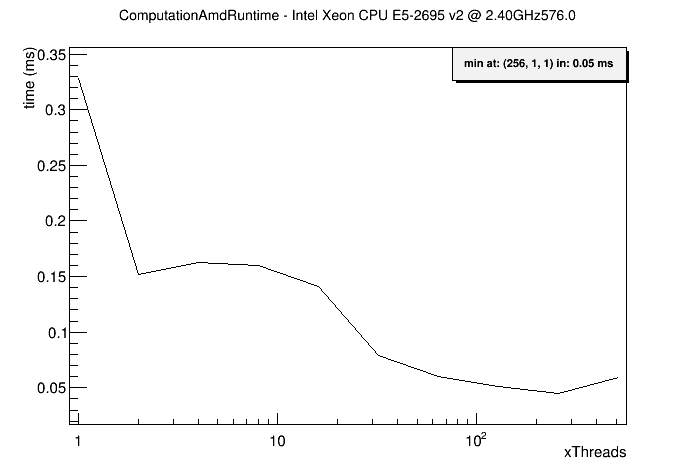 ComputationAmdRuntime - Intel Xeon CPU E5-2695 v2 @ 2.40GHz576.0
min at: (256, 1, 1) in: 0.05 ms
time (ms)
0.35
0.3
0.25
0.2
0.15
0.1
0.05
1
10
10²
xThreads